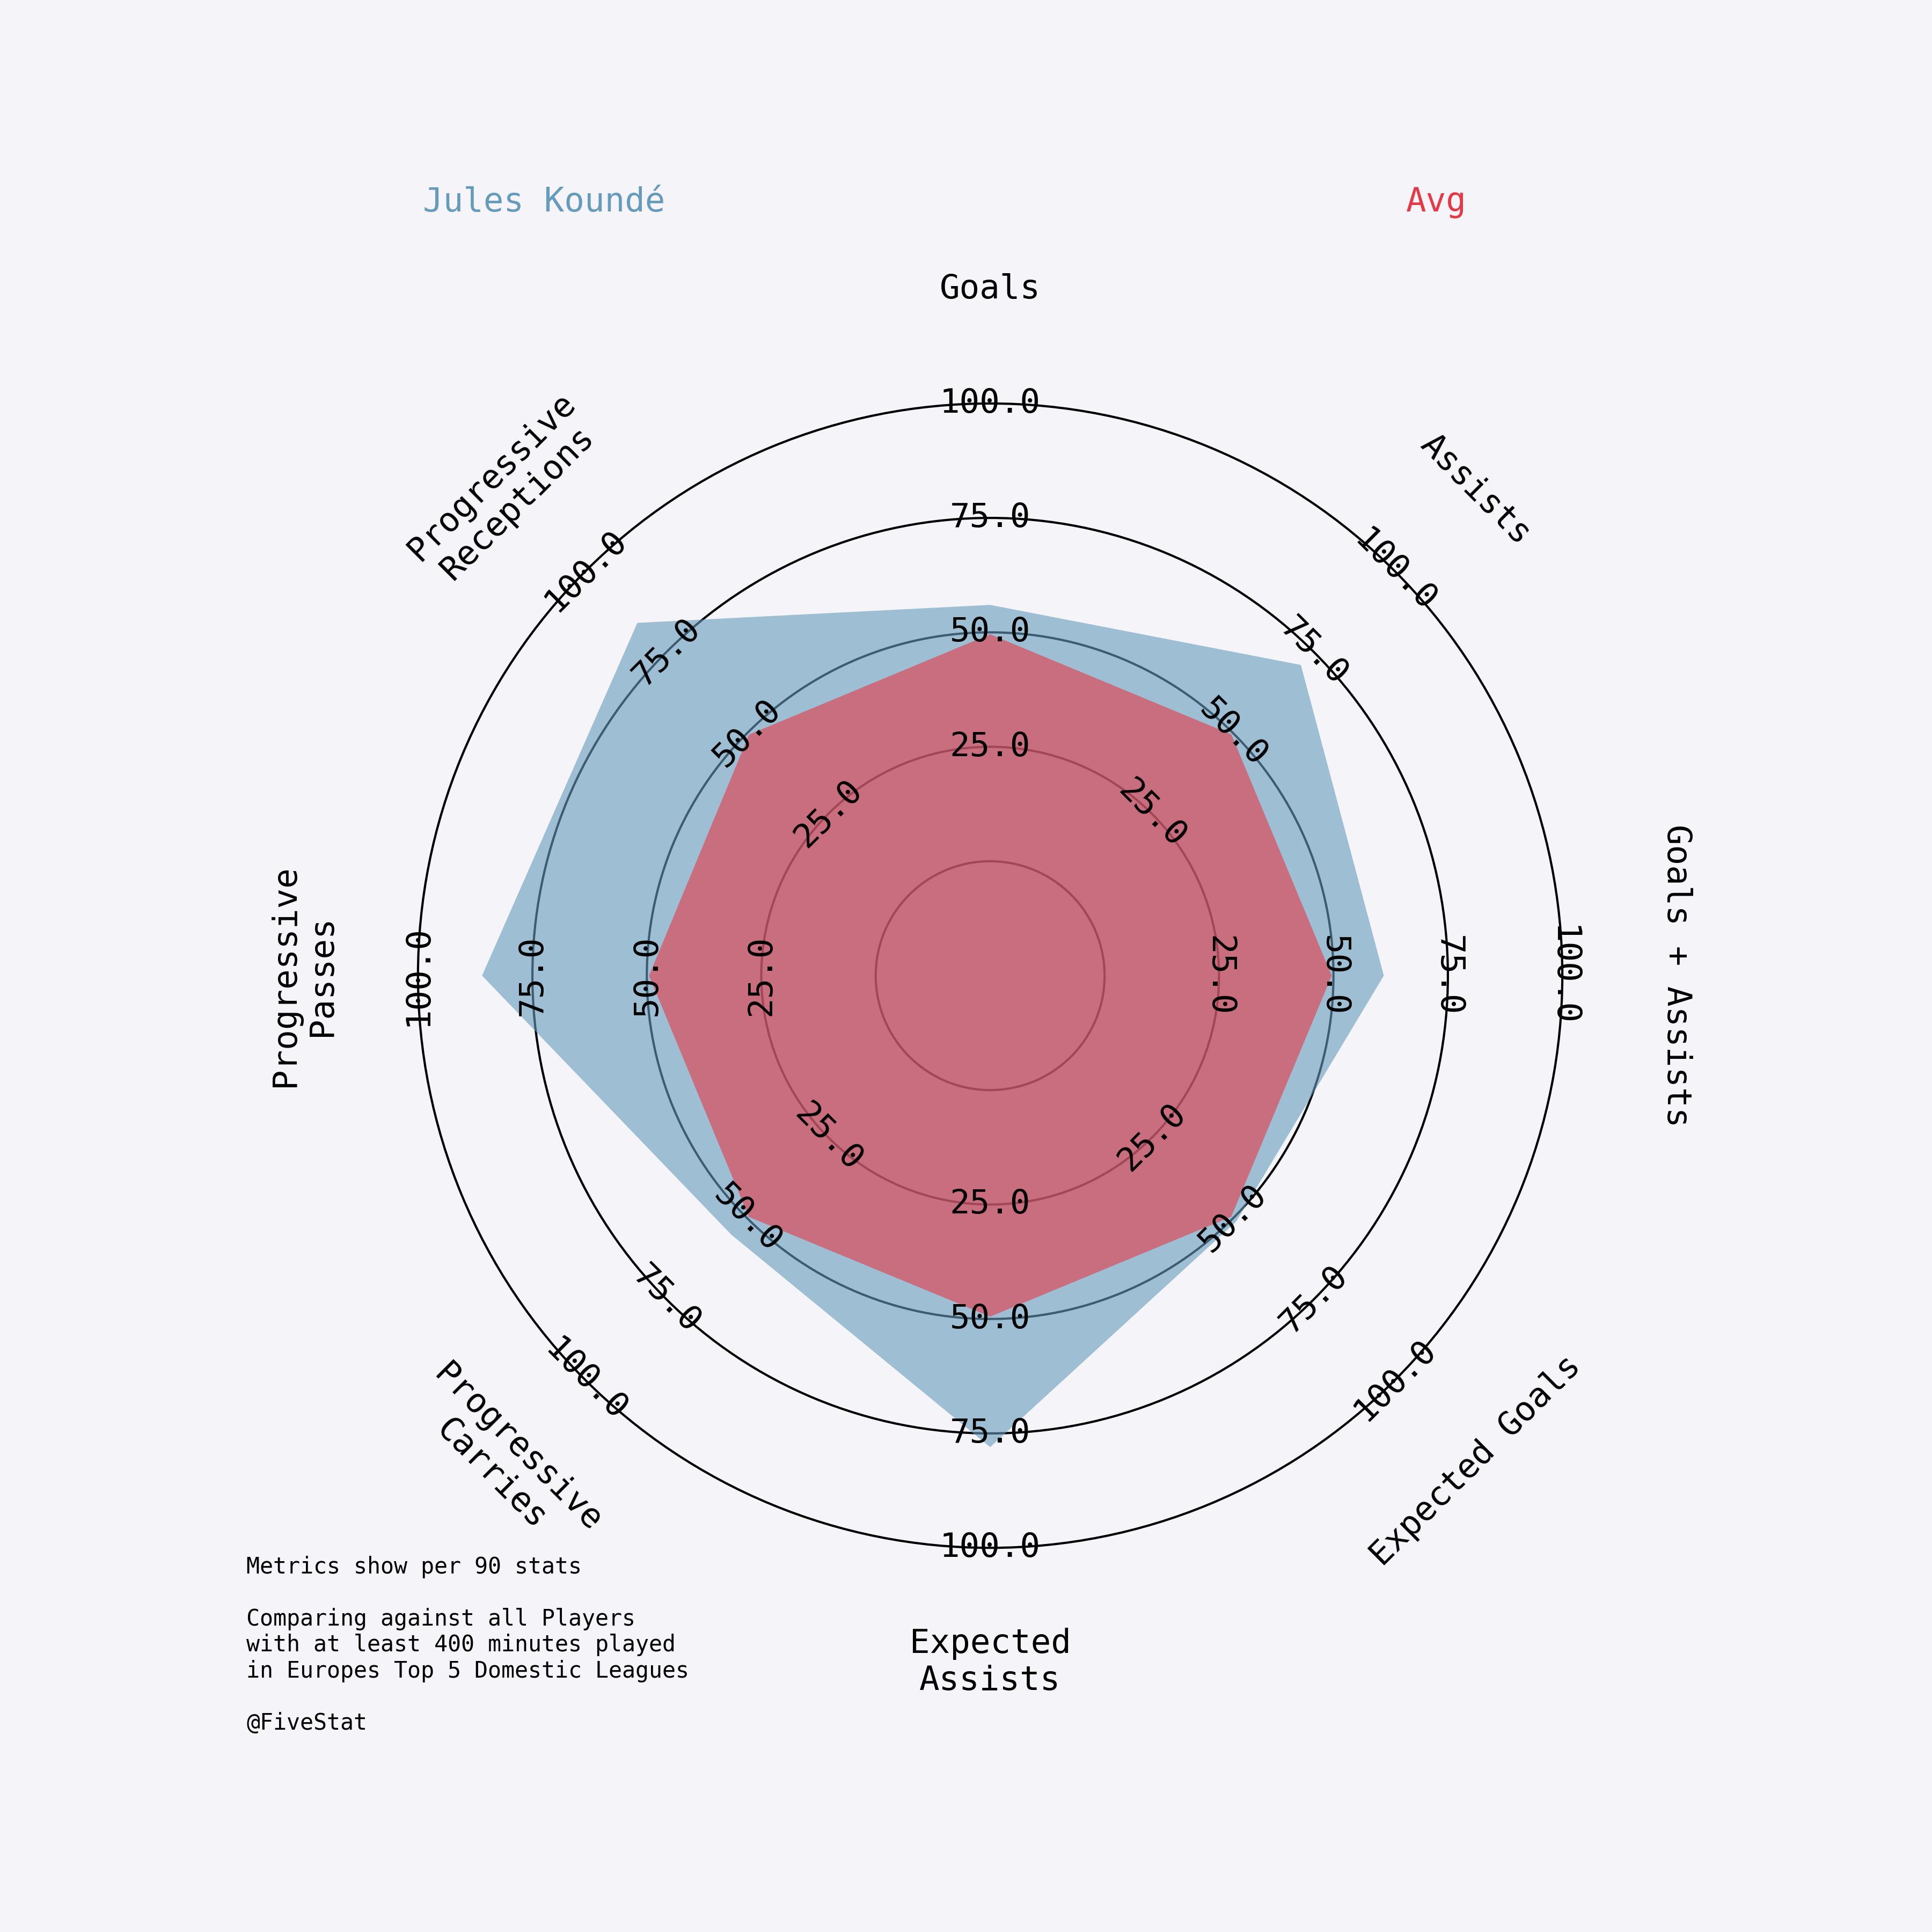 Jules Koundé
Avg
Goals
Assists
Goals + Assists
Expected Goals
Expected
Assists
Progressive
Carries
Progressive
Passes
Progressive
Receptions
25.0
50.0
75.0
100.0
25.0
50.0
75.0
100.0
25.0
50.0
75.0
100.0
25.0
50.0
75.0
100.0
25.0
50.0
75.0
100.0
25.0
50.0
75.0
100.0
25.0
50.0
75.0
100.0
25.0
50.0
75.0
100.0
Metrics show per 90 stats
Comparing against all Players
with at least 400 minutes played
in Europes Top 5 Domestic Leagues
@FiveStat